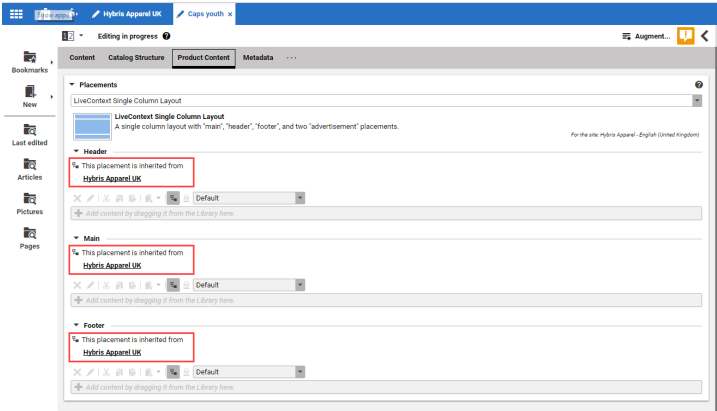 Show apps
Hybris Apparel UK
Caps youth ×
Editing in progress
Augment...
Content Catalog Structure Product Content Metadata ···
Bookmarks
New
Last edited
Articles
Pictures
Pages
Placements
LiveContext Single Column Layout
LiveContext Single Column Layout
A single column layout with "main", "header", "footer", and two "advertisement" placements.
For the site: Hybris Apparel - English (United Kingdom)
Header
This placement is inherited from
Hybris Apparel UK
Default
Add content by dragging it from the Library here.
Main
This placement is inherited from
Hybris Apparel UK
Default
Add content by dragging it from the Library here.
Footer
This placement is inherited from
Hybris Apparel UK
Default
Add content by dragging it from the Library here.